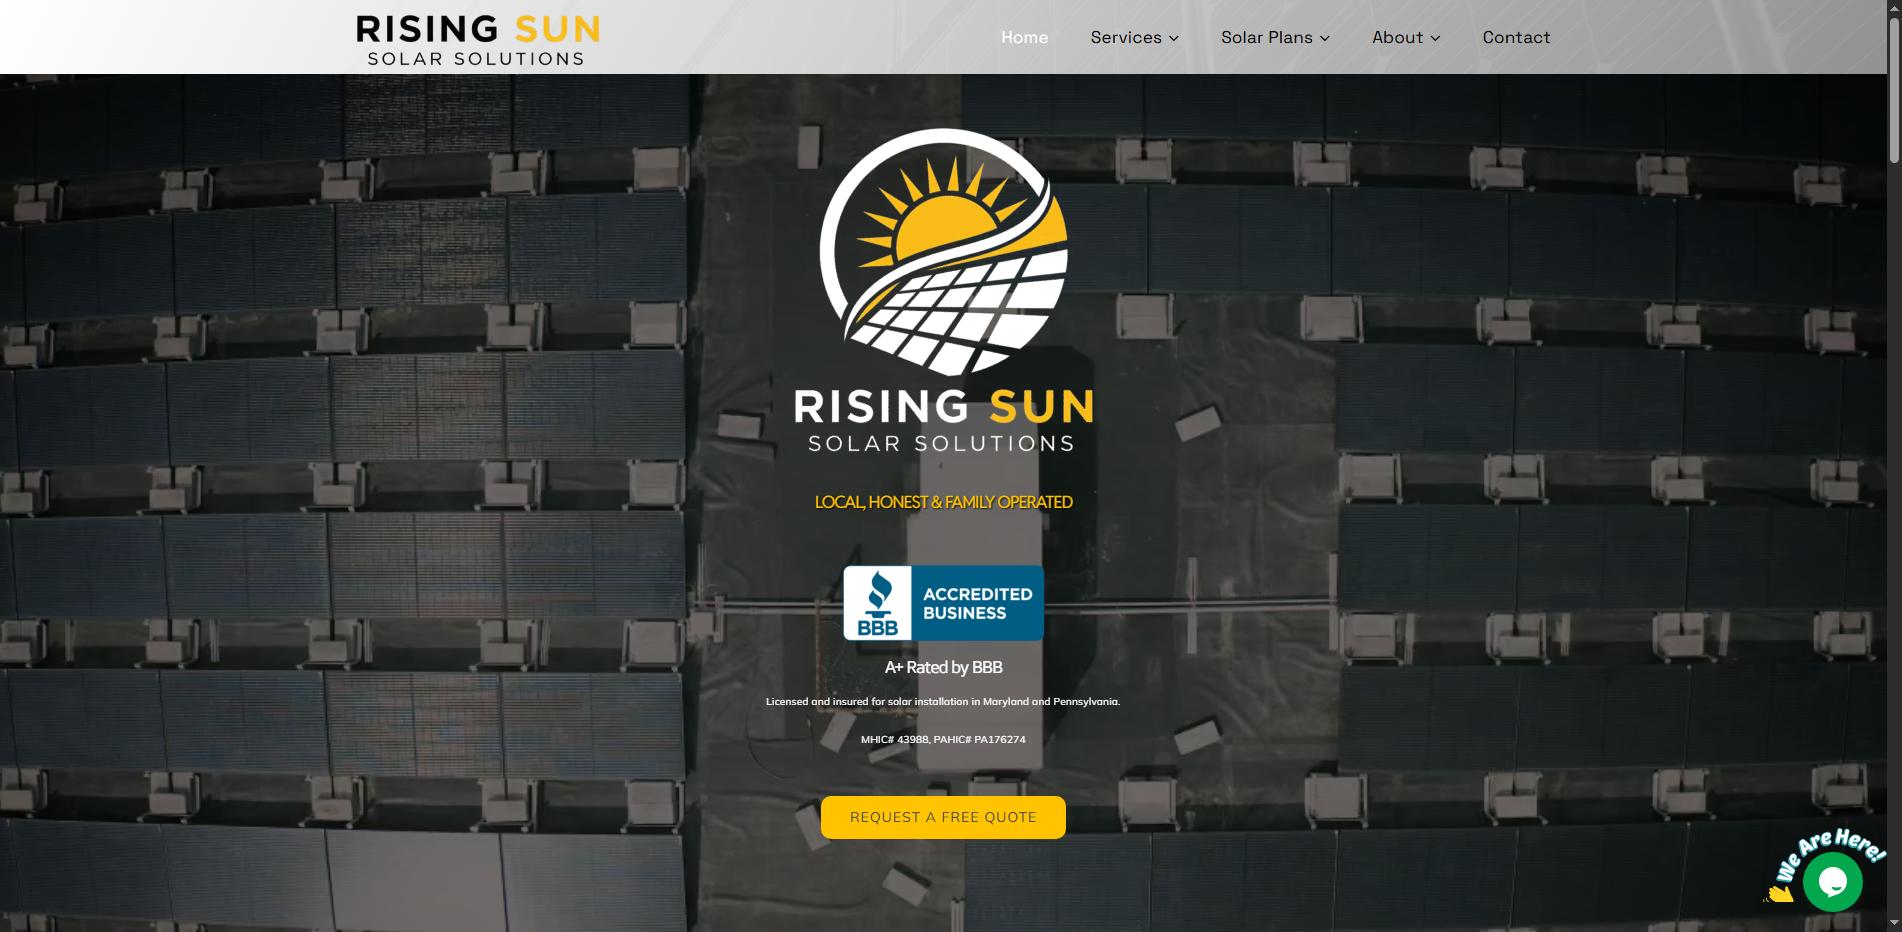 RISING SUN
SOLAR SOLUTIONS
Home Services Solar Plans About Contact
RISING SUN
SOLAR SOLUTIONS
LOCAL, HONEST & FAMILY OPERATED
BBB
ACCREDITED
BUSINESS
A+ Rated by BBB
Licensed and insured for solar installation in Maryland and Pennsylvania.
MHIC# 43988, PAHIC# PA176274
REQUEST A FREE QUOTE
We Are Here!